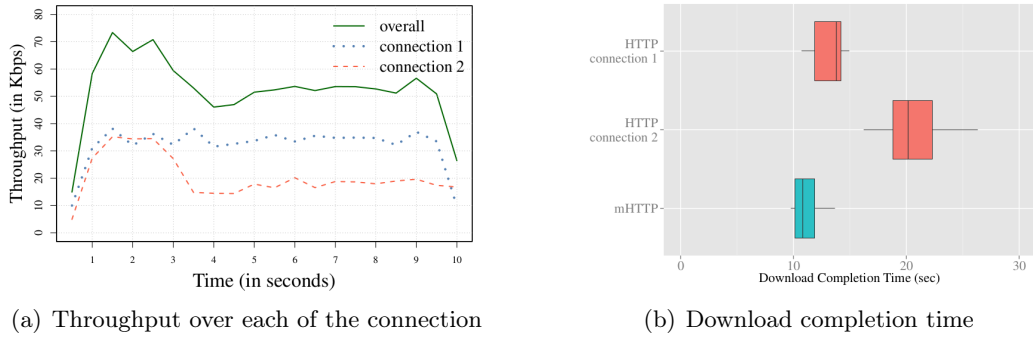 Throughput (in Kbps)
80
70
60
50
40
30
20
10
0
overall
connection 1
connection 2
1 2 3 4 5 6 7 8 9 10
Time (in seconds)
(a) Throughput over each of the connection
HTTP
connection 1
HTTP
connection 2
mHTTP
0 10 20 30
Download Completion Time (sec)
(b) Download completion time